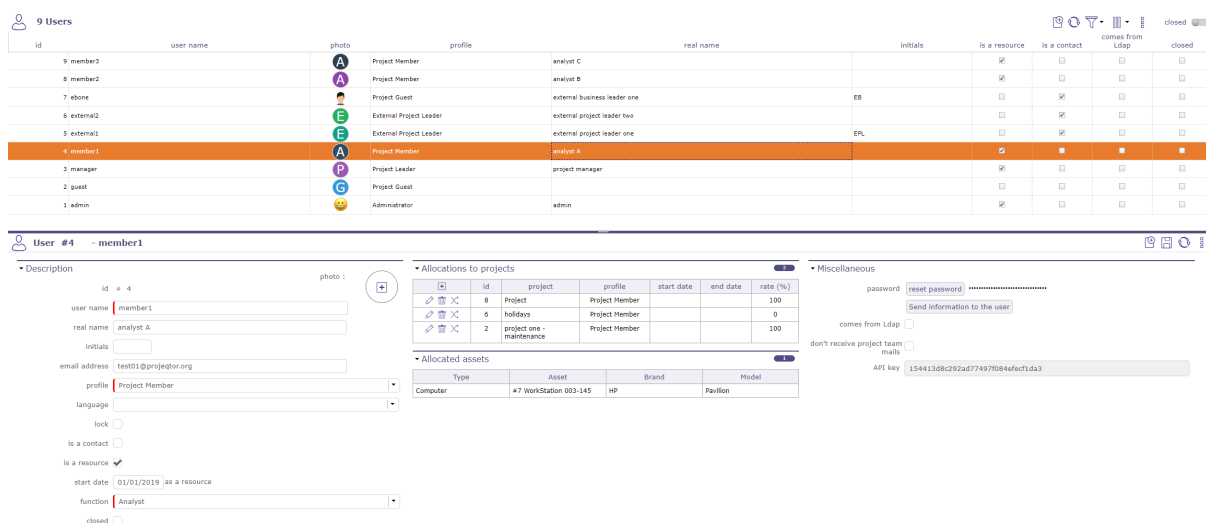 9 Users
closed
id user name photo profile real name initials is a resource is a contact comes from Ldap closed
9 member3 A Project Member analyst C
8 member2 A Project Member analyst B
7 ebone Project Guest external business leader one EB
6 external2 E External Project Leader external project leader two
5 external1 E External Project Leader external project leader one EPL
4 member1 A Project Member analyst A
3 manager P Project Leader project manager
2 guest G Project Guest
1 admin Administrator admin
User #4 - member1
Description
photo :
id # 4
user name member1
real name analyst A
initials
email address test01@projeqtor.org
profile Project Member
language
lock
is a contact
is a resource
start date 01/01/2019 as a resource
function Analyst
closed
Allocations to projects 3
id project profile start date end date rate (%)
8 Project Project Member 100
6 holidays Project Member 0
2 project one - maintenance Project Member 100
Allocated assets 1
Type Asset Brand Model
Computer #7 WorkStation 003-145 HP Pavilion
Miscellaneous
password reset password
Send information to the user
comes from Ldap
don't receive project team mails
API key 154413d8c292ad77497f084efecf1da3